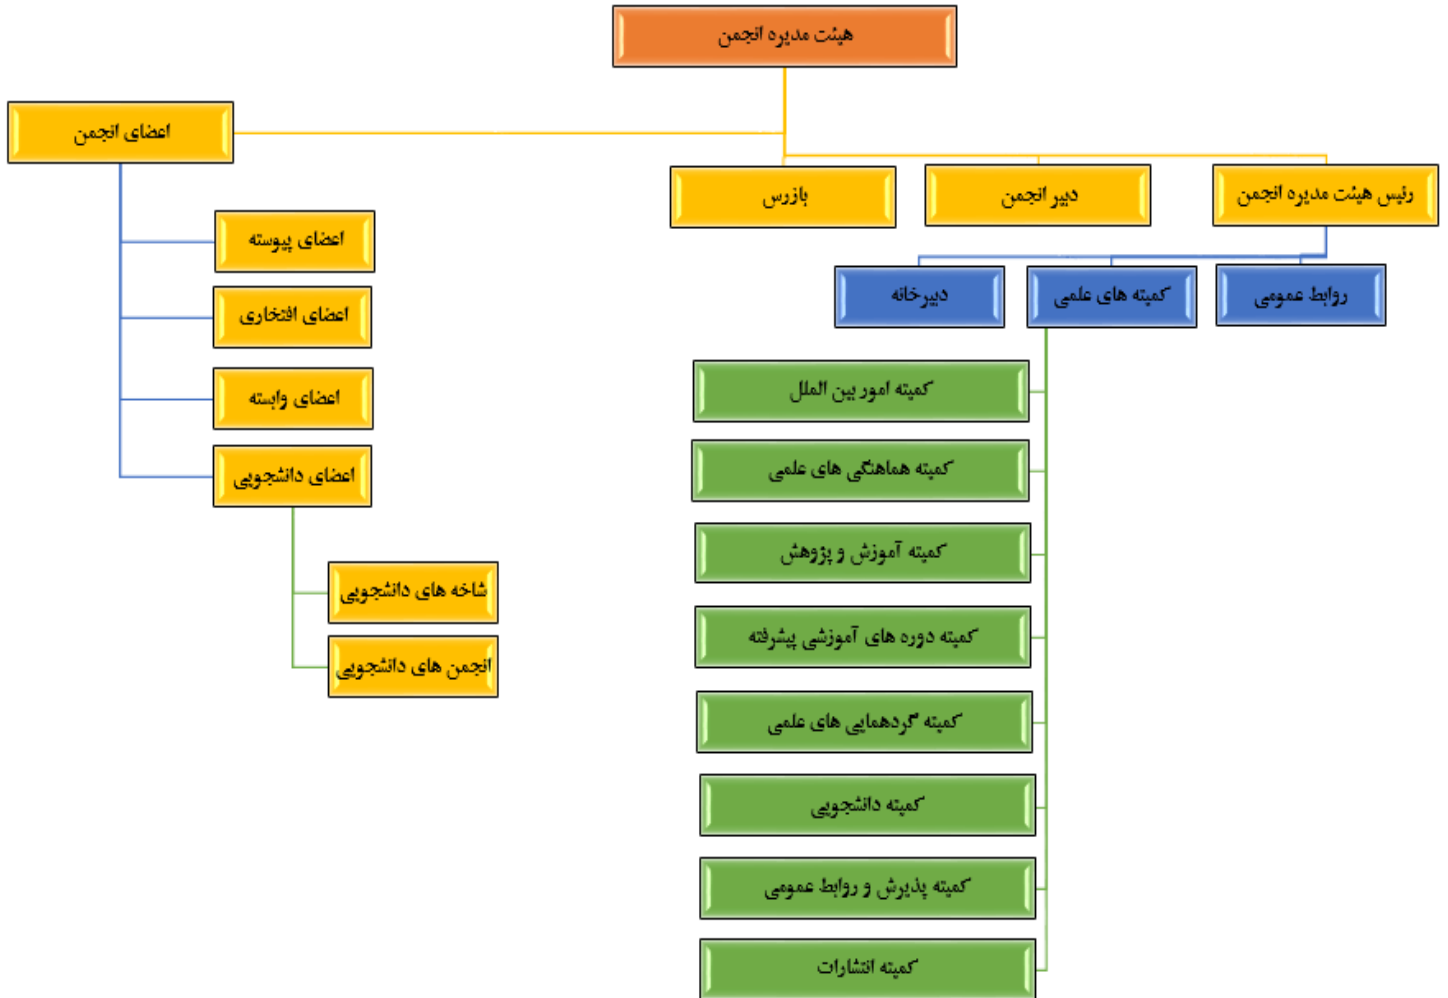 هیئت مدیره انجمن
اعضای انجمن
رئیس هیئت مدیره انجمن
دبیر انجمن
بازرس
روابط عمومی
کمیته های علمی
دبیرخانه
کمیته امور بین الملل
کمیته هماهنگی های علمی
کمیته آموزش و پژوهش
کمیته دوره های آموزشی پیشرفته
کمیته گردهمایی های علمی
کمیته دانشجویی
کمیته پذیرش و روابط عمومی
کمیته انتشارات
اعضای پیوسته
اعضای افتخاری
اعضای وابسته
اعضای دانشجویی
شاخه های دانشجویی
انجمن های دانشجویی